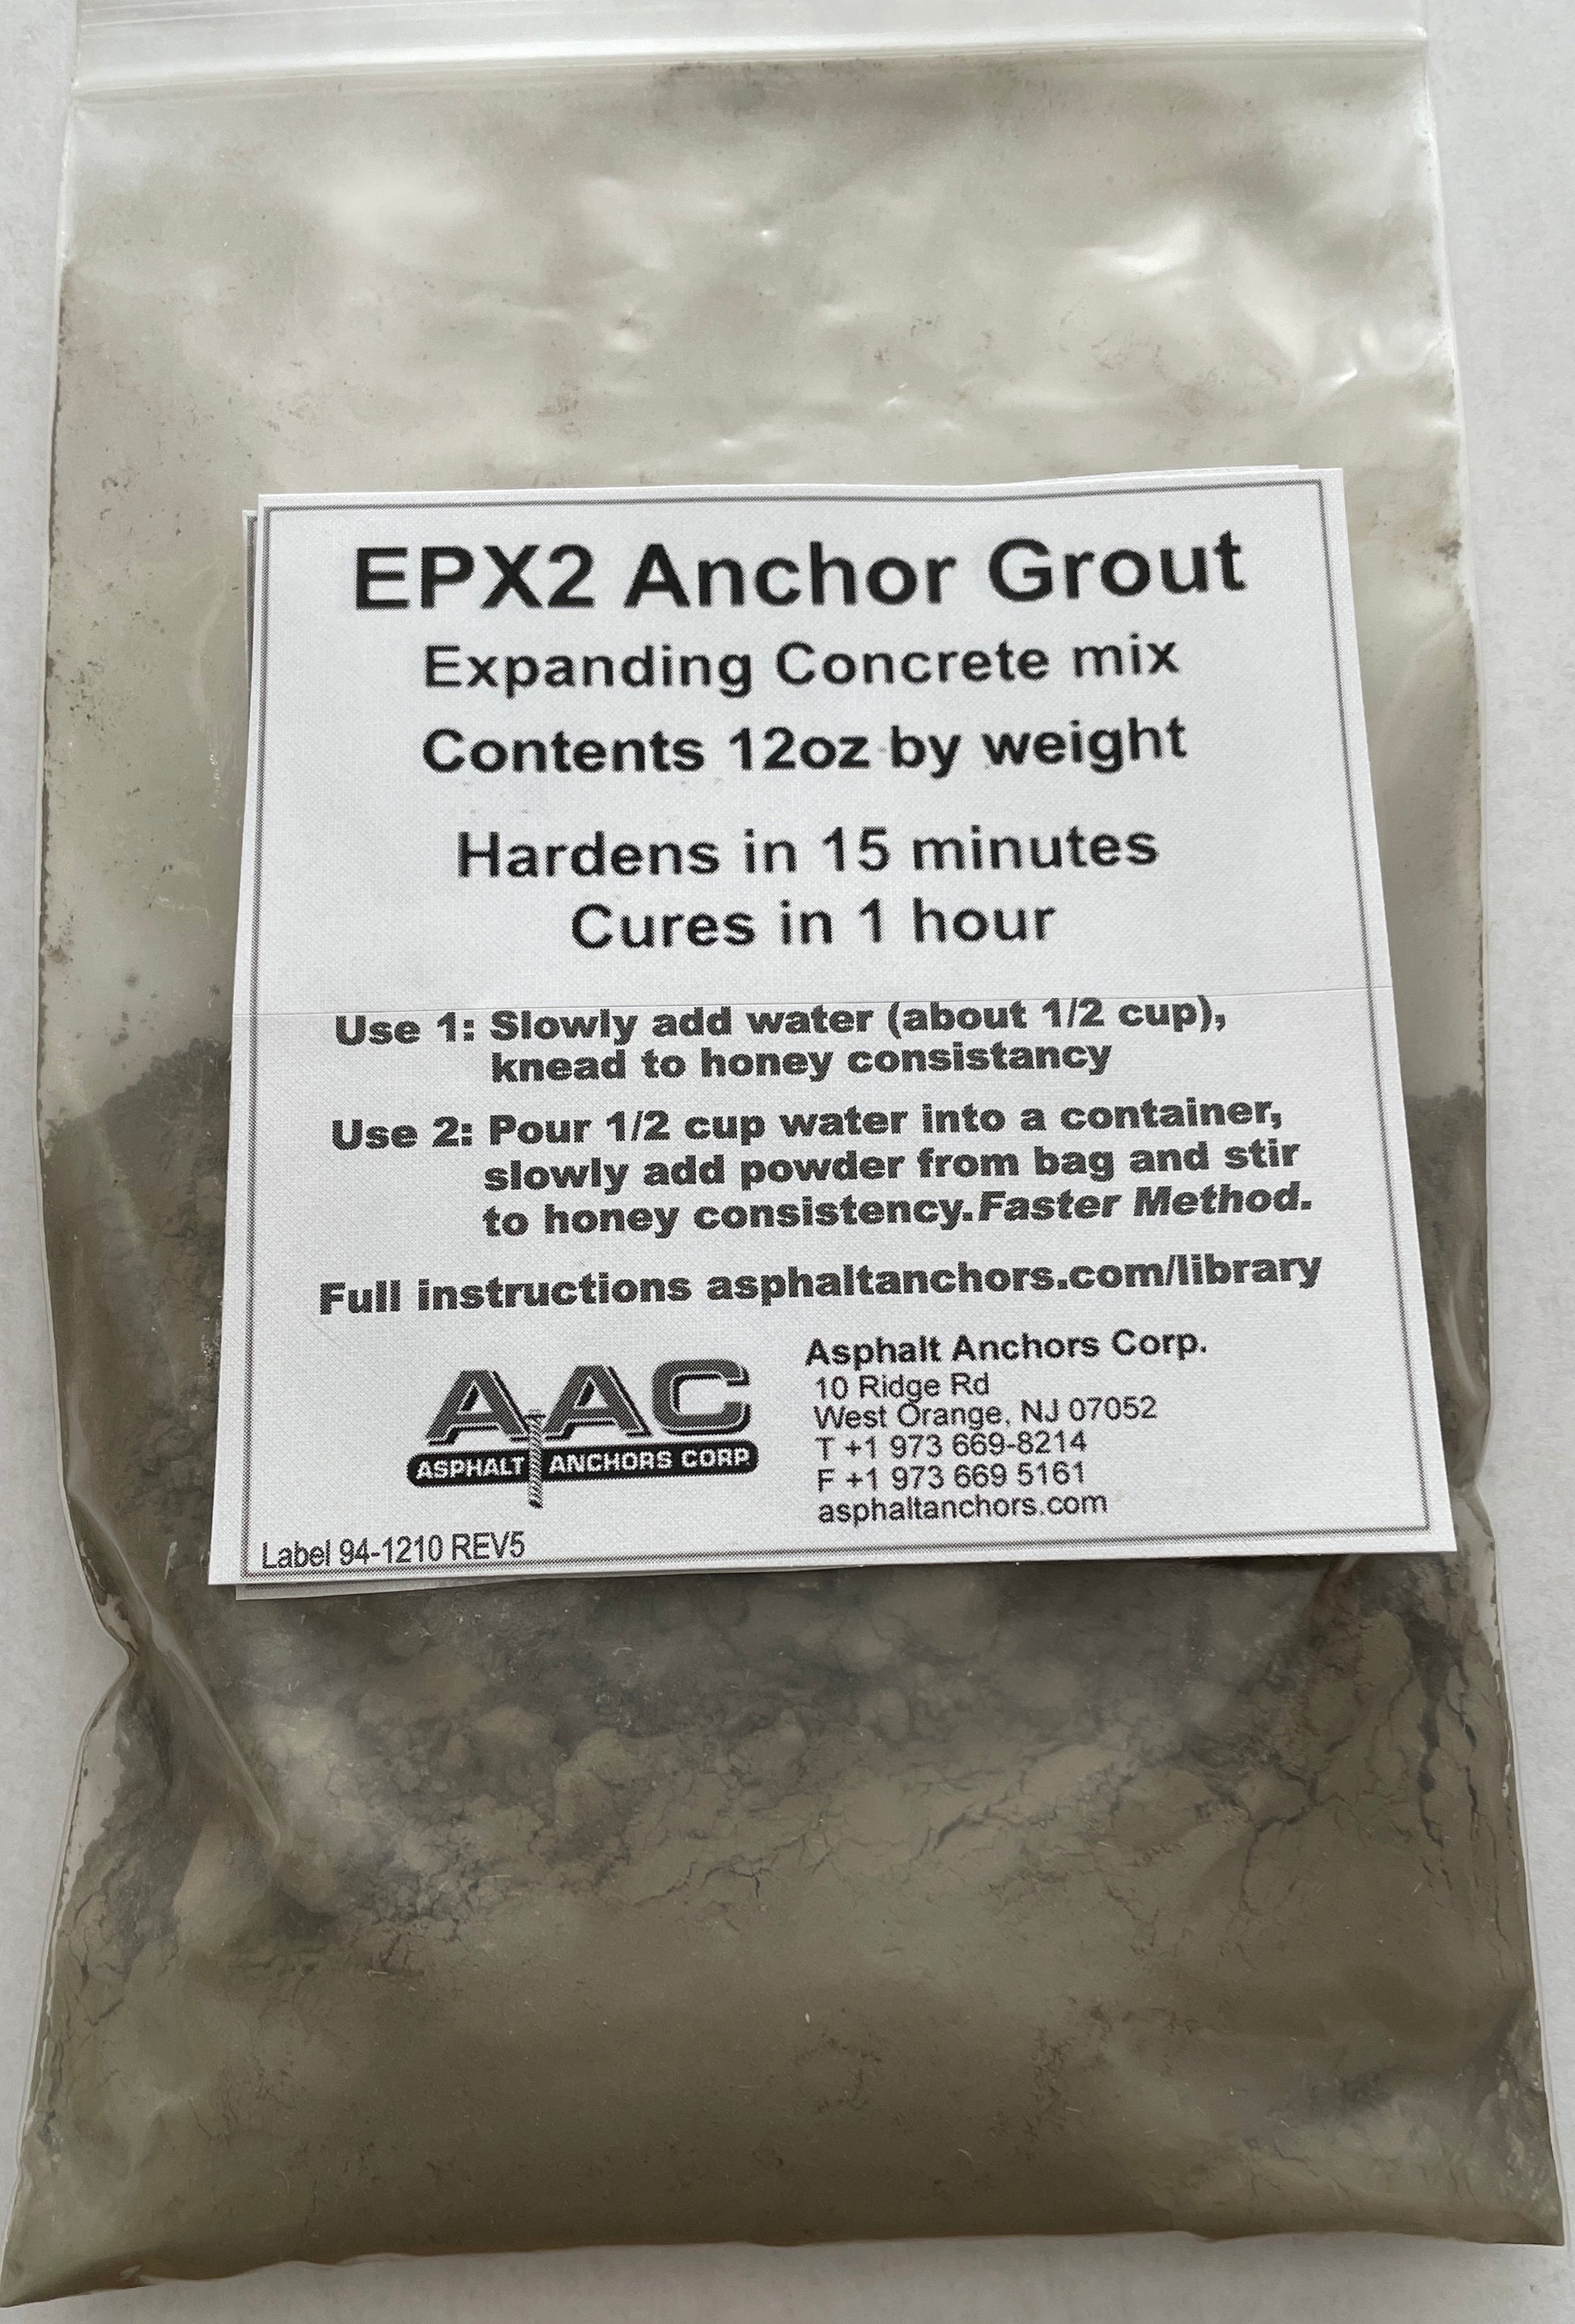 EPX2 Anchor Grout
Expanding Concrete mix
Contents 12oz by weight
Hardens in 15 minutes
Cures in 1 hour
Use 1: Slowly add water (about 1/2 cup),
knead to honey consistancy
Use 2: Pour 1/2 cup water into a container,
slowly add powder from bag and stir
to honey consistency. Faster Method.
Full instructions asphaltanchors.com/library
AAC
ASPHALT ANCHORS CORP.
Asphalt Anchors Corp.
10 Ridge Rd
West Orange, NJ 07052
T +1 973 669-8214
F +1 973 669 5161
asphaltanchors.com
Label 94-1210 REV5